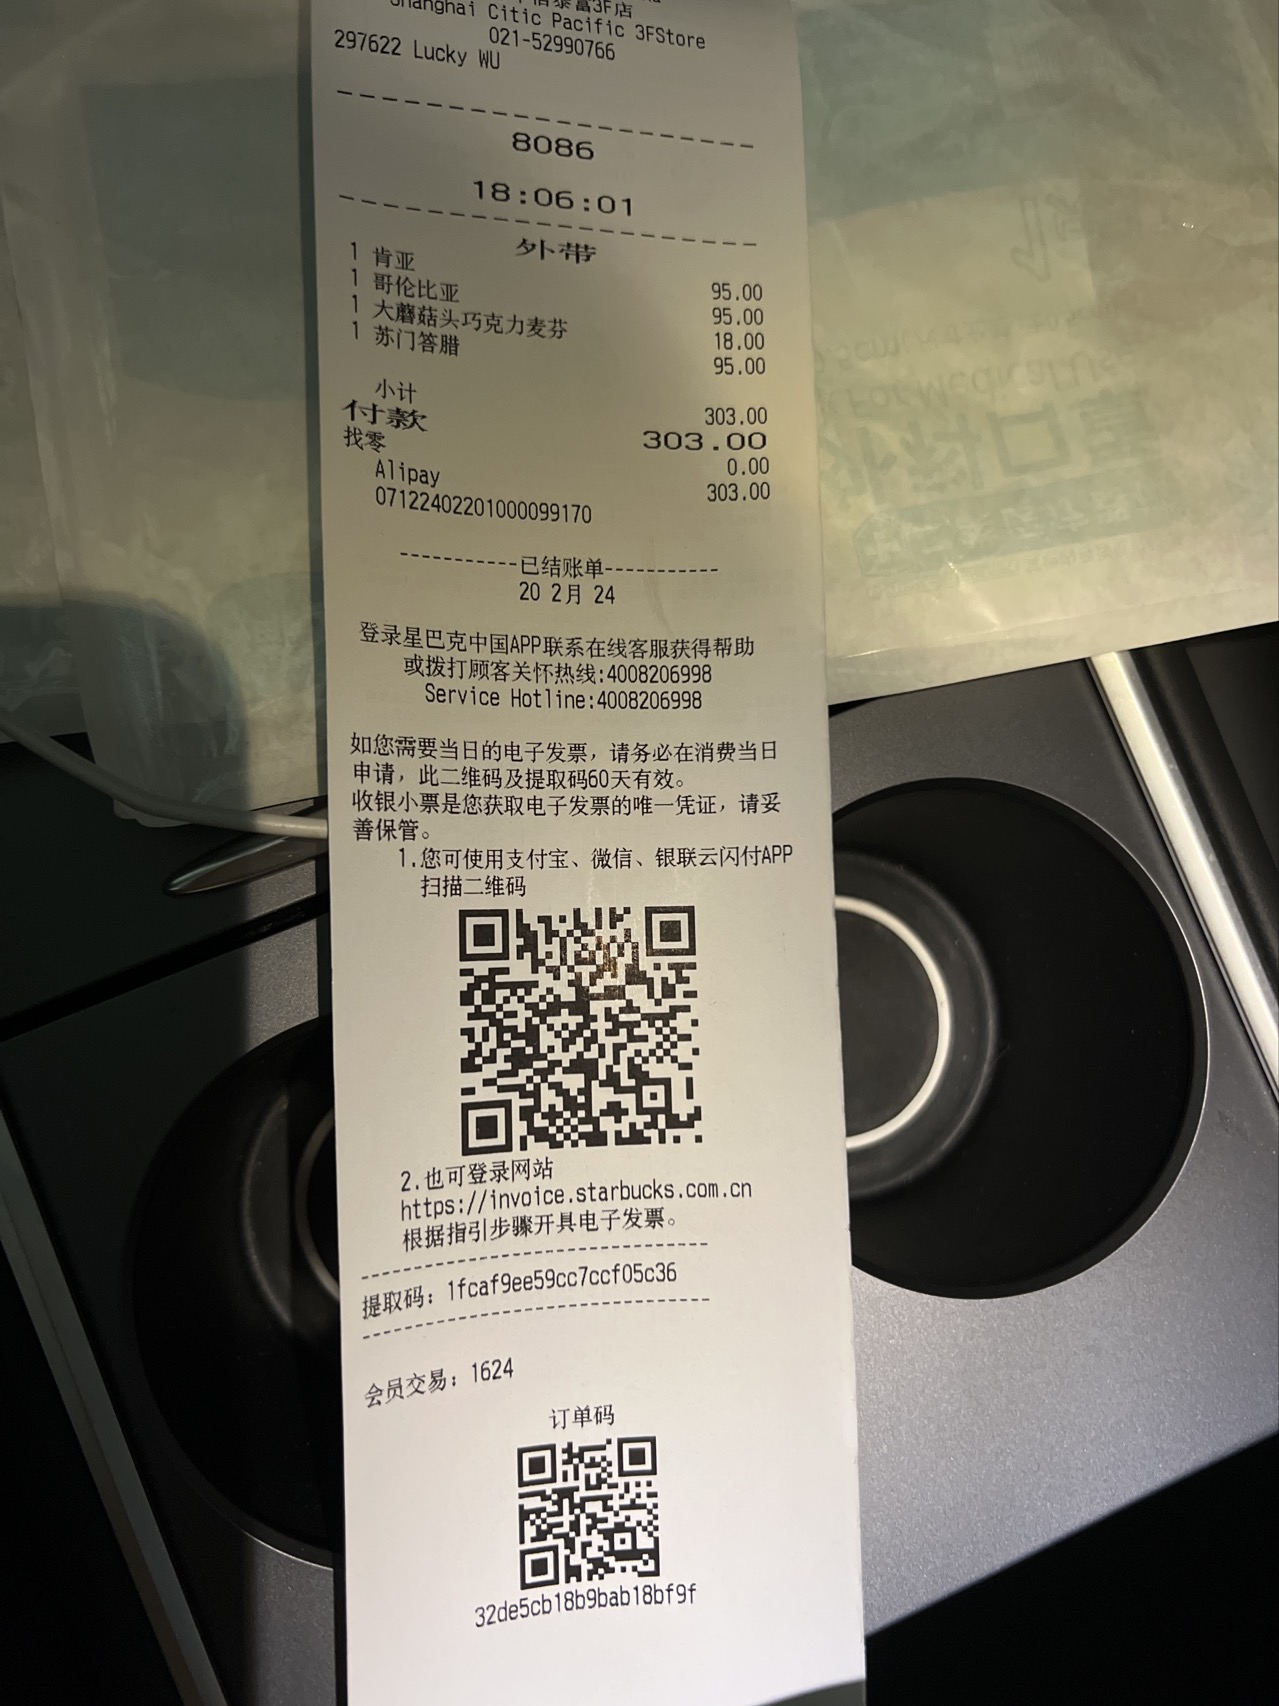 泰富3F店
Shanghai Citic Pacific 3FStore
021-52990766
297622 Lucky WU
8086
18:06:01
外带
1 肯亚 95.00
1 哥伦比亚 95.00
1 大蘑菇头巧克力麦芬 18.00
1 苏门答腊 95.00
小计 303.00
付款 303.00
找零 0.00
Alipay 303.00
07122402201000099170
-----------已结账单-----------
20 2月 24
登录星巴克中国APP联系在线客服获得帮助
或拨打顾客关怀热线:4008206998
Service Hotline:4008206998
如您需要当日的电子发票，请务必在消费当日
申请，此二维码及提取码60天有效。
收银小票是您获取电子发票的唯一凭证，请妥
善保管。
1.您可使用支付宝、微信、银联云闪付APP
扫描二维码
2.也可登录网站
https://invoice.starbucks.com.cn
根据指引步骤开具电子发票。
提取码：1fcaf9ee59cc7ccf05c36
会员交易：1624
订单码
32de5cb18b9bab18bf9f